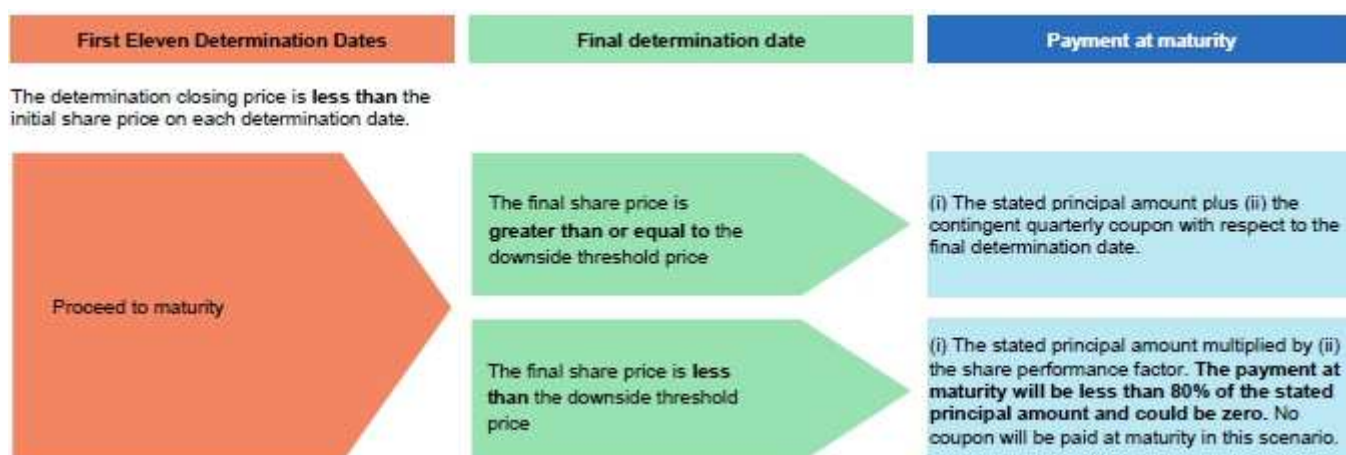 First Eleven Determination Dates
Final determination date
Payment at maturity
The determination closing price is less than the
initial share price on each determination date.
Proceed to maturity
The final share price is
greater than or equal to the
downside threshold price
(i) The stated principal amount plus (ii) the
contingent quarterly coupon with respect to the
final determination date.
The final share price is less
than the downside threshold
price
(i) The stated principal amount multiplied by (ii)
the share performance factor. The payment at
maturity will be less than 80% of the stated
principal amount and could be zero. No
coupon will be paid at maturity in this scenario.